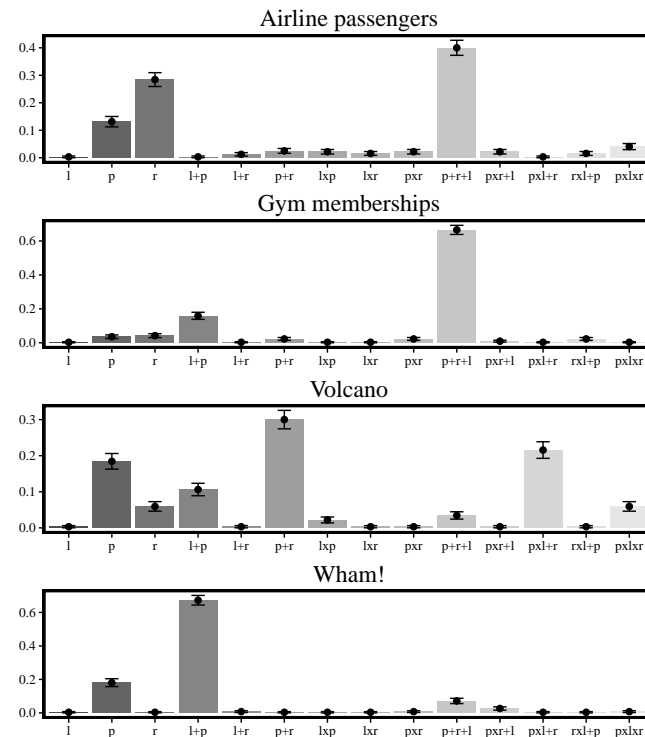 Airline passengers
0.4
0.3
0.2
0.1
0.0
l p r l+p l+r p+r lxp lxr pxr p+r+l pxr+l pxl+r rxl+p pxlxr
Gym memberships
0.6
0.4
0.2
0.0
l p r l+p l+r p+r lxp lxr pxr p+r+l pxr+l pxl+r rxl+p pxlxr
Volcano
0.3
0.2
0.1
0.0
l p r l+p l+r p+r lxp lxr pxr p+r+l pxr+l pxl+r rxl+p pxlxr
Wham!
0.6
0.4
0.2
0.0
l p r l+p l+r p+r lxp lxr pxr p+r+l pxr+l pxl+r rxl+p pxlxr